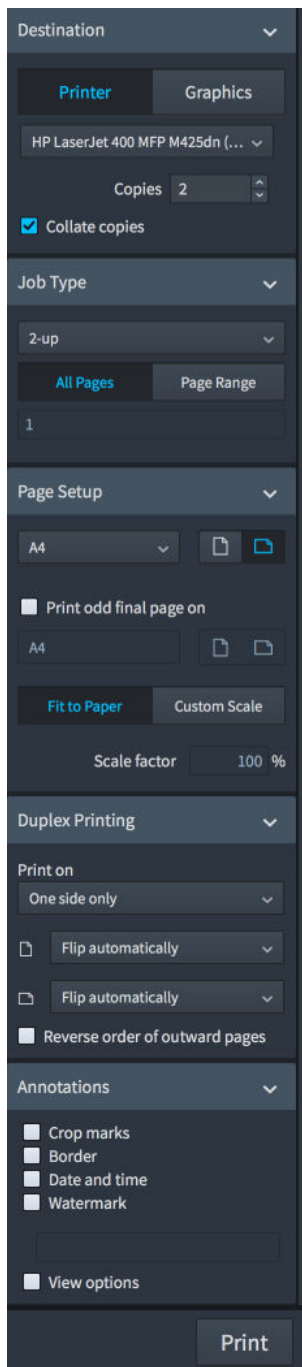 Destination
Printer Graphics
HP LaserJet 400 MFP M425dn (...
Copies 2
Collate copies
Job Type
2-up
All Pages Page Range
1
Page Setup
A4
Print odd final page on
A4
Fit to Paper Custom Scale
Scale factor 100 %
Duplex Printing
Print on
One side only
Flip automatically
Flip automatically
Reverse order of outward pages
Annotations
Crop marks
Border
Date and time
Watermark
View options
Print